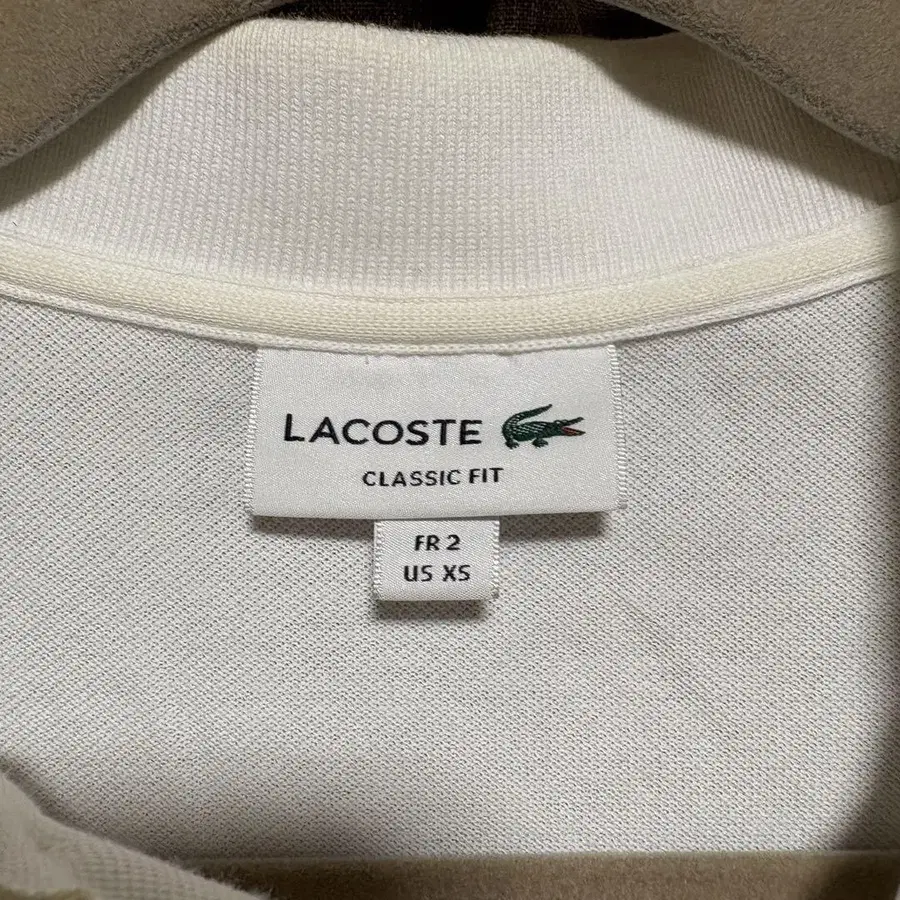 LACOSTE
CLASSIC FIT
FR 2
US XS